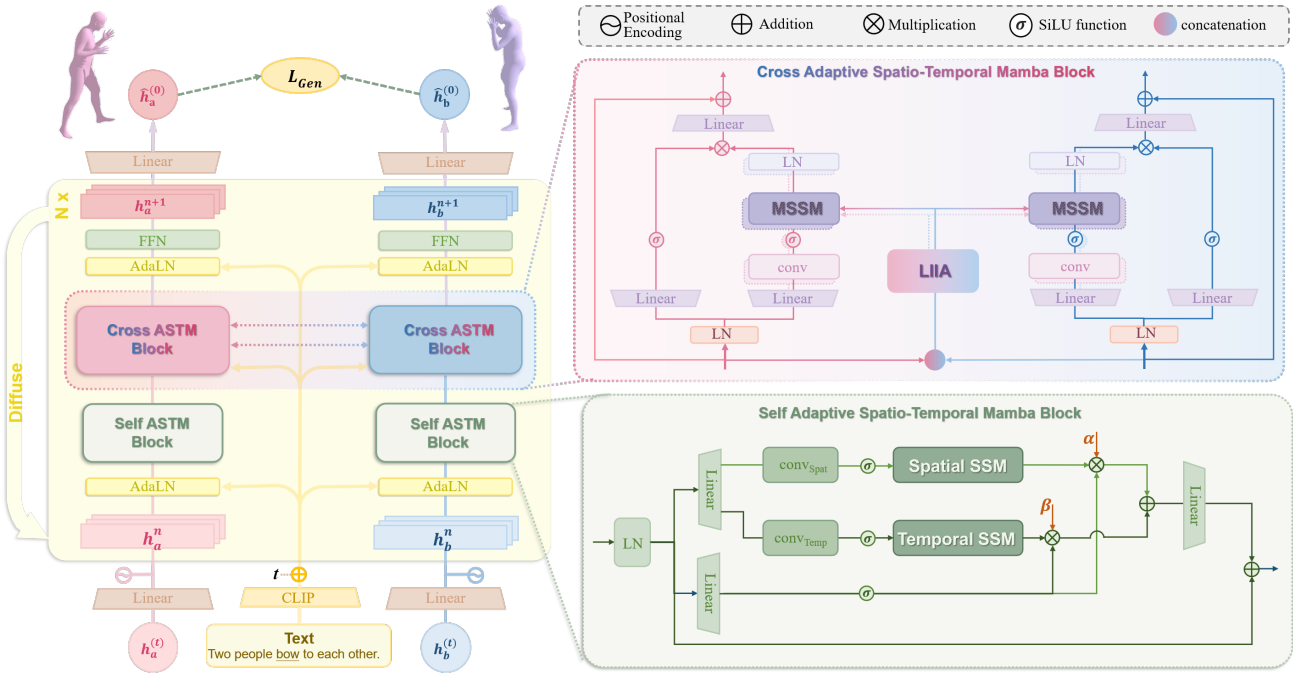 Positional
Encoding
Addition
Multiplication
σ SiLU function
concatenation
L_Gen
ĥ_a^(0)
ĥ_b^(0)
Linear
Linear
N x
h_a^{n+1}
h_b^{n+1}
FFN
FFN
AdaLN
AdaLN
Cross ASTM
Block
Cross ASTM
Block
Diffuse
Self ASTM
Block
Self ASTM
Block
AdaLN
AdaLN
h_a^n
h_b^n
t
Linear
CLIP
Linear
h_a^(t)
Text
Two people bow to each other.
h_b^(t)
Cross Adaptive Spatio-Temporal Mamba Block
Linear
Linear
LN
LN
MSSM
MSSM
σ
σ
σ
σ
conv
LIIA
conv
Linear
Linear
Linear
Linear
LN
LN
Self Adaptive Spatio-Temporal Mamba Block
α
Linear
conv_Spat
σ
Spatial SSM
β
Linear
LN
conv_Temp
σ
Temporal SSM
Linear
σ